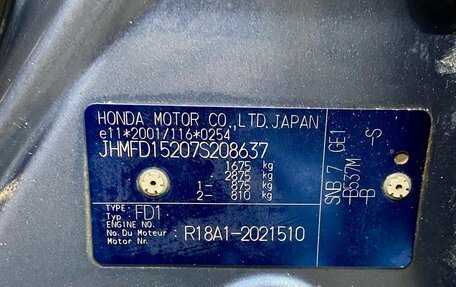 HONDA MOTOR CO.,LTD.JAPAN
e11*2001/116*0254
JHMFD15207S208637
1675 kg
2875 kg
1- 875 kg
2- 810 kg
TYPE:
Typ
FD1
ENGINE NO.
No.Du Moteur:
Motor Nr.
R18A1-2021510
SNB 7 GE1
B537M -S
B